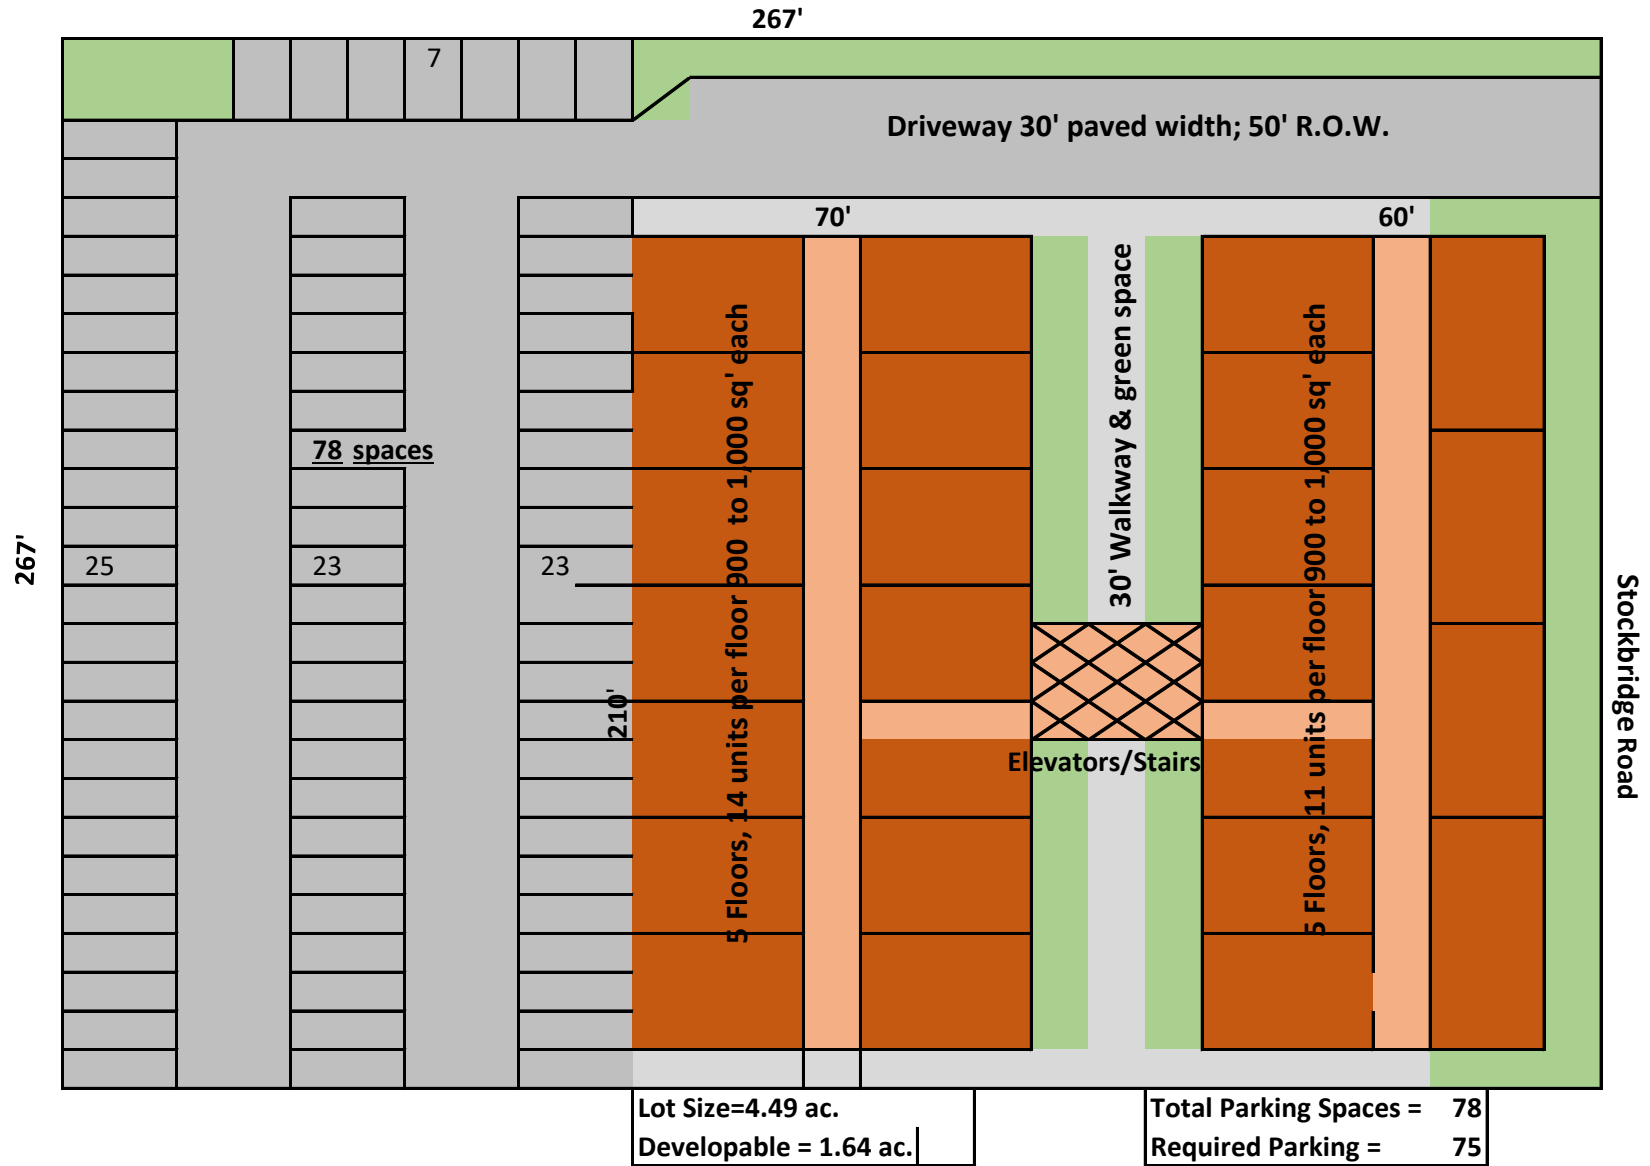 267'
7
Driveway 30' paved width; 50' R.O.W.
70'
60'
30' Walkway & green space
5 Floors, 14 units per floor 900  to 1,000 sq' each
5 Floors, 11 units per floor 900 to 1,000 sq' each
78 spaces
267'
25
23
23
Stockbridge Road
210'
Elevators/Stairs
Lot Size=4.49 ac.
Developable = 1.64 ac.
Total Parking Spaces = 78
Required Parking = 75